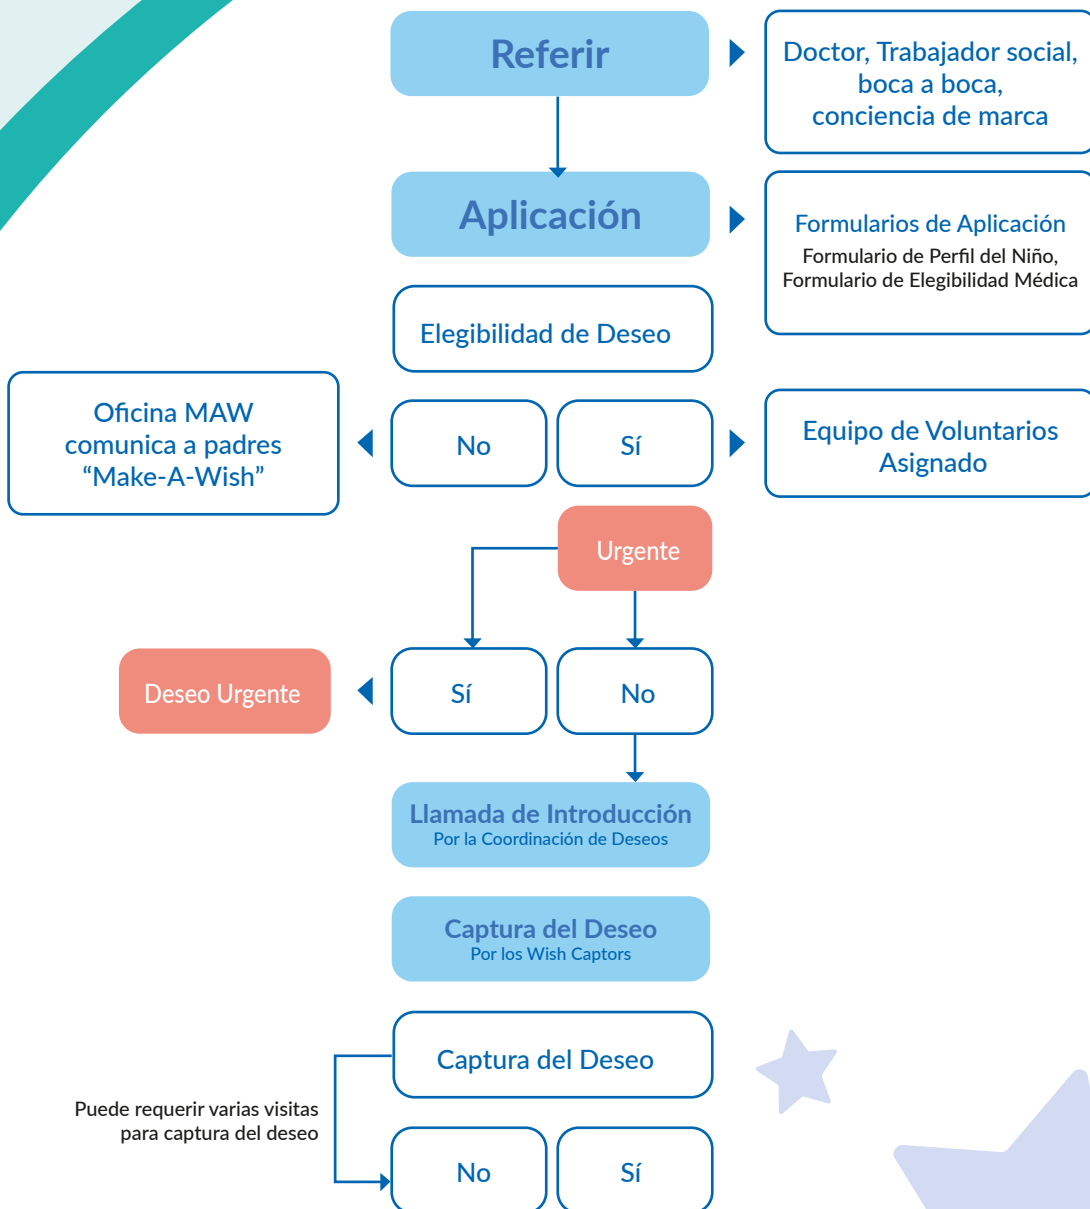 Referir
Doctor, Trabajador social,
boca a boca,
conciencia de marca
Aplicación
Formularios de Aplicación
Formulario de Perfil del Niño,
Formulario de Elegibilidad Médica
Elegibilidad de Deseo
Oficina MAW
comunica a padres
“Make-A-Wish”
No
Sí
Equipo de Voluntarios
Asignado
Urgente
Deseo Urgente
Sí
No
Llamada de Introducción
Por la Coordinación de Deseos
Captura del Deseo
Por los Wish Captors
Captura del Deseo
Puede requerir varias visitas
para captura del deseo
No
Sí